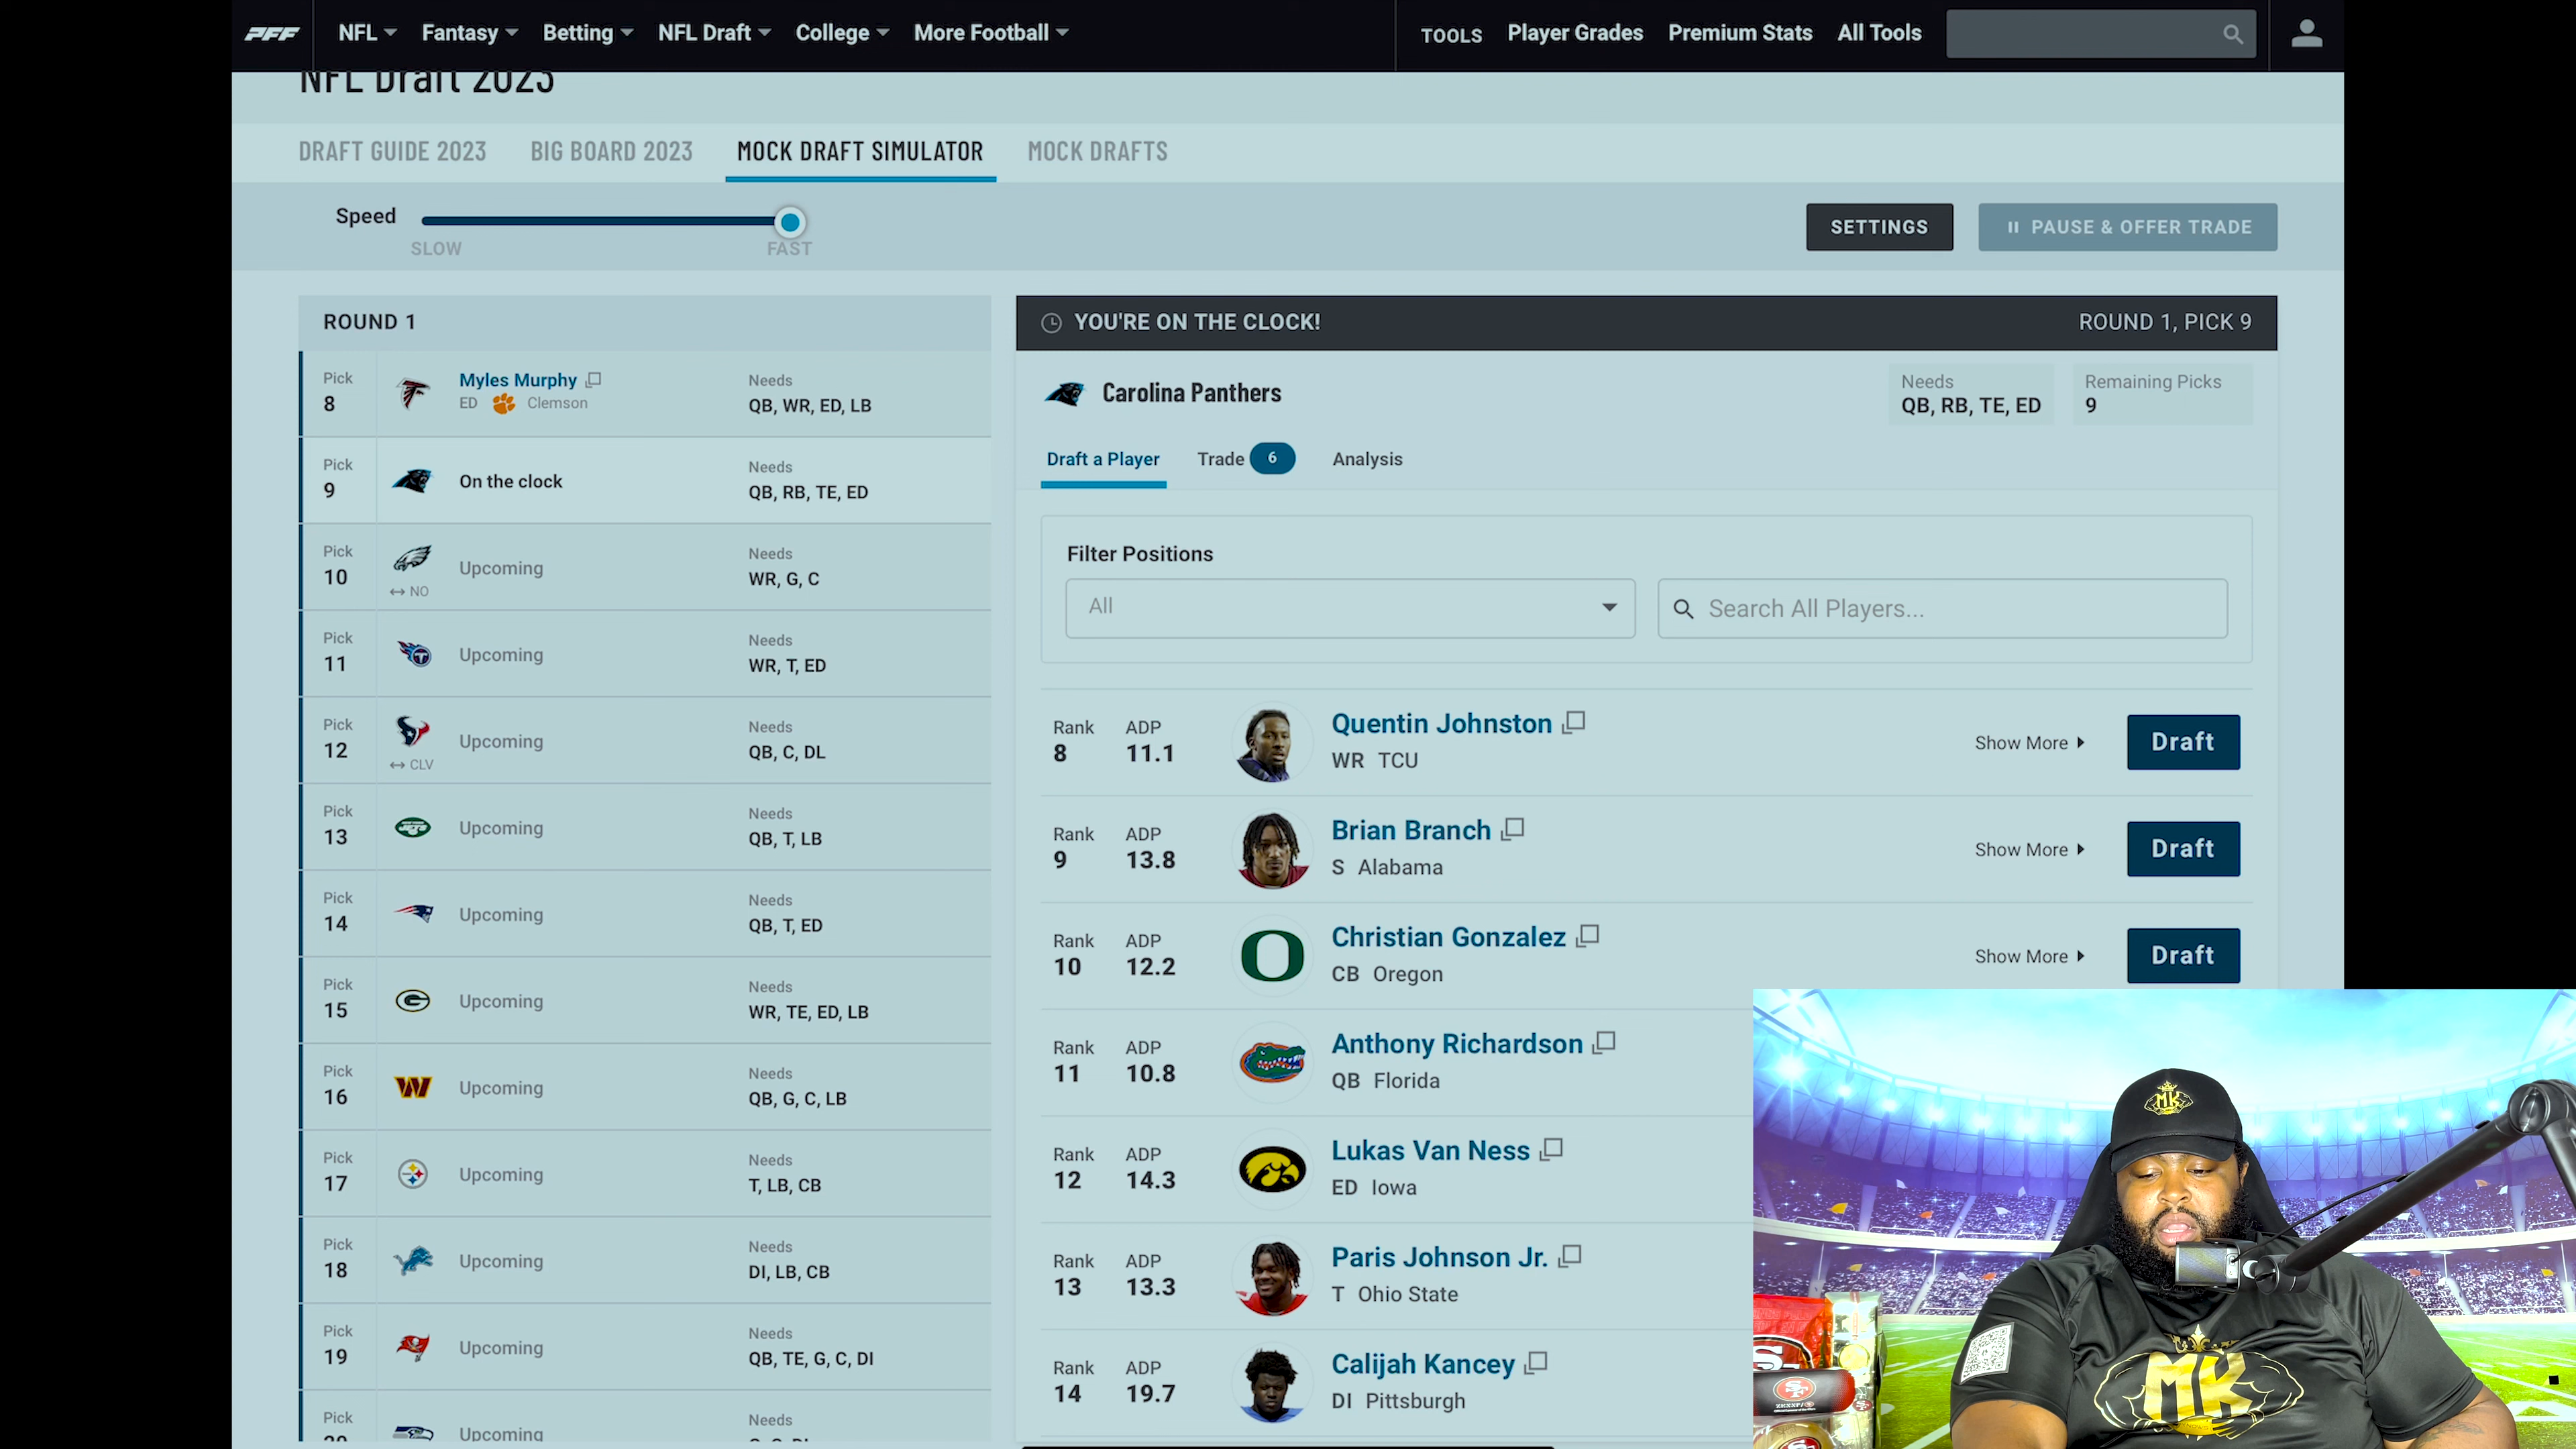 PFF
NFL
Fantasy
Betting
NFL Draft
College
More Football
TOOLS
Player Grades
Premium Stats
All Tools
NFL Draft 2023
DRAFT GUIDE 2023
BIG BOARD 2023
MOCK DRAFT SIMULATOR
MOCK DRAFTS
Speed
SLOW
FAST
SETTINGS
PAUSE & OFFER TRADE
ROUND 1
Pick
8
Myles Murphy
ED Clemson
Needs
QB, WR, ED, LB
Pick
9
On the clock
Needs
QB, RB, TE, ED
Pick
10
NO
Upcoming
Needs
WR, G, C
Pick
11
Upcoming
Needs
WR, T, ED
Pick
12
CLV
Upcoming
Needs
QB, C, DL
Pick
13
Upcoming
Needs
QB, T, LB
Pick
14
Upcoming
Needs
QB, T, ED
Pick
15
Upcoming
Needs
WR, TE, ED, LB
Pick
16
Upcoming
Needs
QB, G, C, LB
Pick
17
Upcoming
Needs
T, LB, CB
Pick
18
Upcoming
Needs
DI, LB, CB
Pick
19
Upcoming
Needs
QB, TE, G, C, DI
Pick
Upcoming
Needs
YOU'RE ON THE CLOCK!
ROUND 1, PICK 9
Carolina Panthers
Needs
QB, RB, TE, ED
Remaining Picks
9
Draft a Player
Trade 6
Analysis
Filter Positions
All
Search All Players...
Rank
8
ADP
11.1
Quentin Johnston
WR TCU
Show More
Draft
Rank
9
ADP
13.8
Brian Branch
S Alabama
Show More
Draft
Rank
10
ADP
12.2
Christian Gonzalez
CB Oregon
Show More
Draft
Rank
11
ADP
10.8
Anthony Richardson
QB Florida
Rank
12
ADP
14.3
Lukas Van Ness
ED Iowa
Rank
13
ADP
13.3
Paris Johnson Jr.
T Ohio State
Rank
14
ADP
19.7
Calijah Kancey
DI Pittsburgh
MK
MK